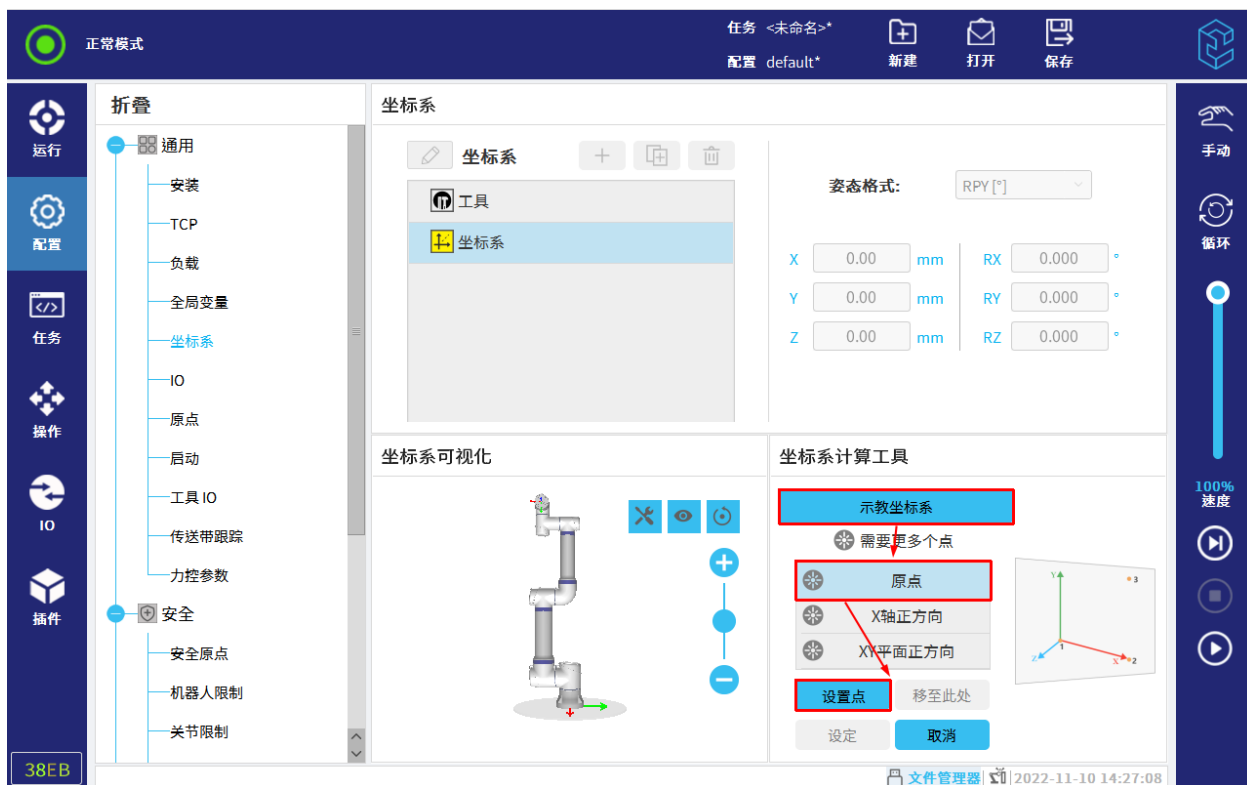 正常模式
任务 <未命名>*
配置 default*
新建
打开
保存
运行
配置
任务
操作
IO
插件
38EB
折叠
通用
安装
TCP
负载
全局变量
坐标系
IO
原点
启动
工具 IO
传送带跟踪
力控参数
安全
安全原点
机器人限制
关节限制
坐标系
坐标系
工具
坐标系
姿态格式: RPY [°]
X 0.00 mm RX 0.000 °
Y 0.00 mm RY 0.000 °
Z 0.00 mm RZ 0.000 °
坐标系可视化
坐标系计算工具
示教坐标系
需要更多个点
原点
X轴正方向
XY平面正方向
设置点 移至此处
设定 取消
Y 3
1
Z X 2
手动
循环
100%
速度
文件管理器 2022-11-10 14:27:08